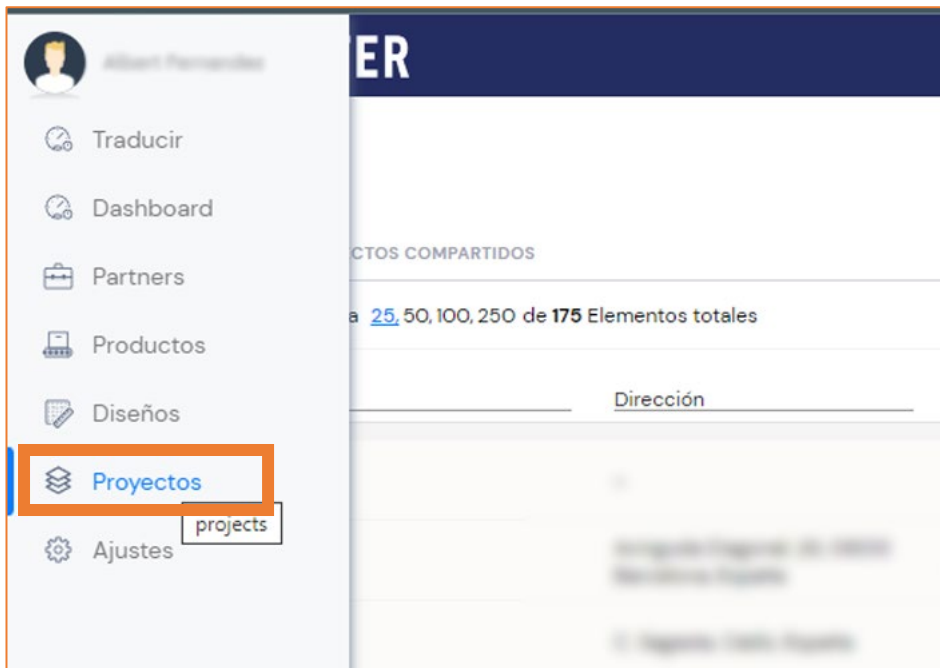 ER
Traducir
Dashboard
Partners
Productos
Diseños
Proyectos
projects
Ajustes
CTOS COMPARTIDOS
a 25, 50, 100, 250 de 175 Elementos totales
Dirección